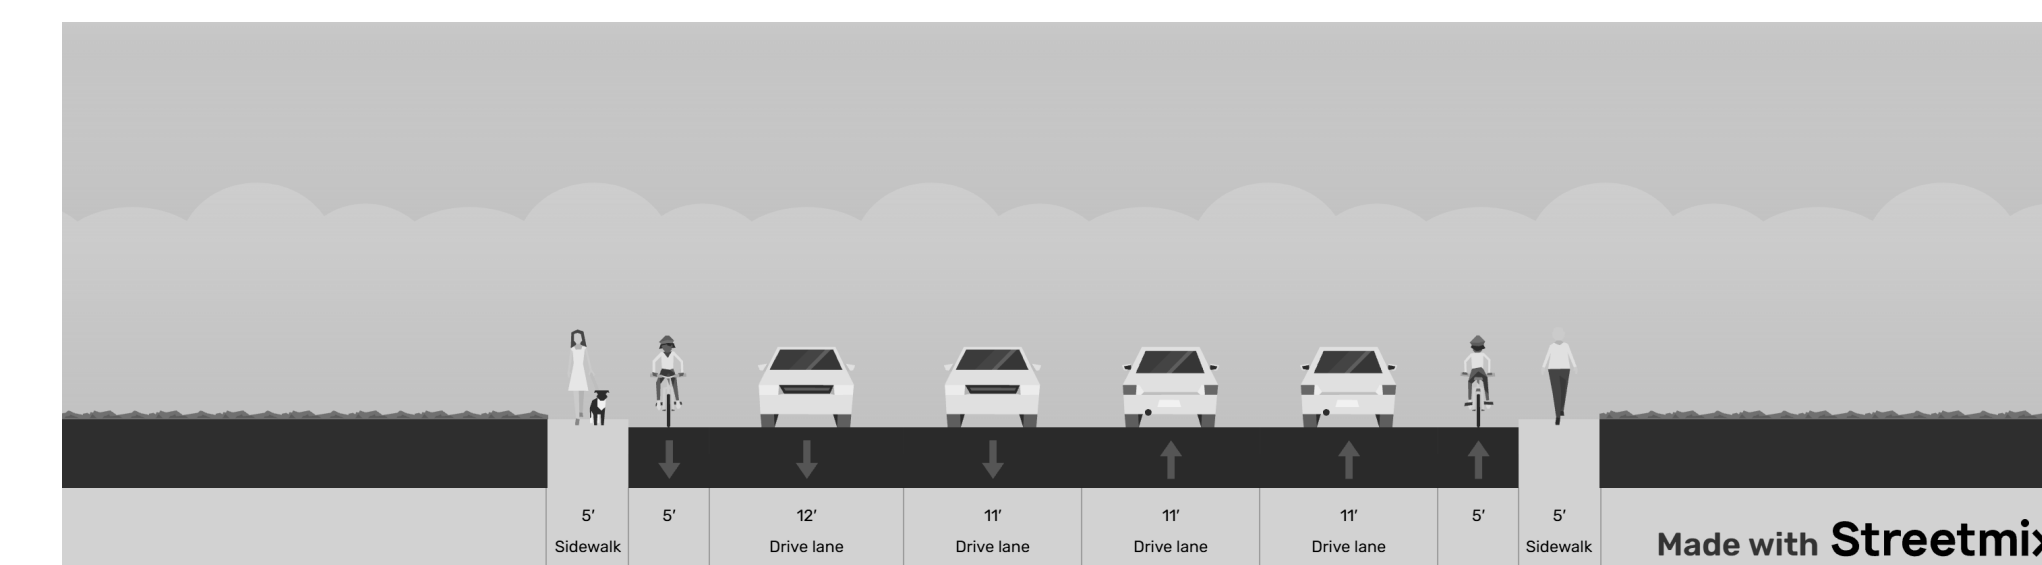 5′ 5′ 12′ 11′ 11′ 11′ 5′ 5′
Sidewalk Drive lane Drive lane Drive lane Drive lane Sidewalk
Made with Streetmix